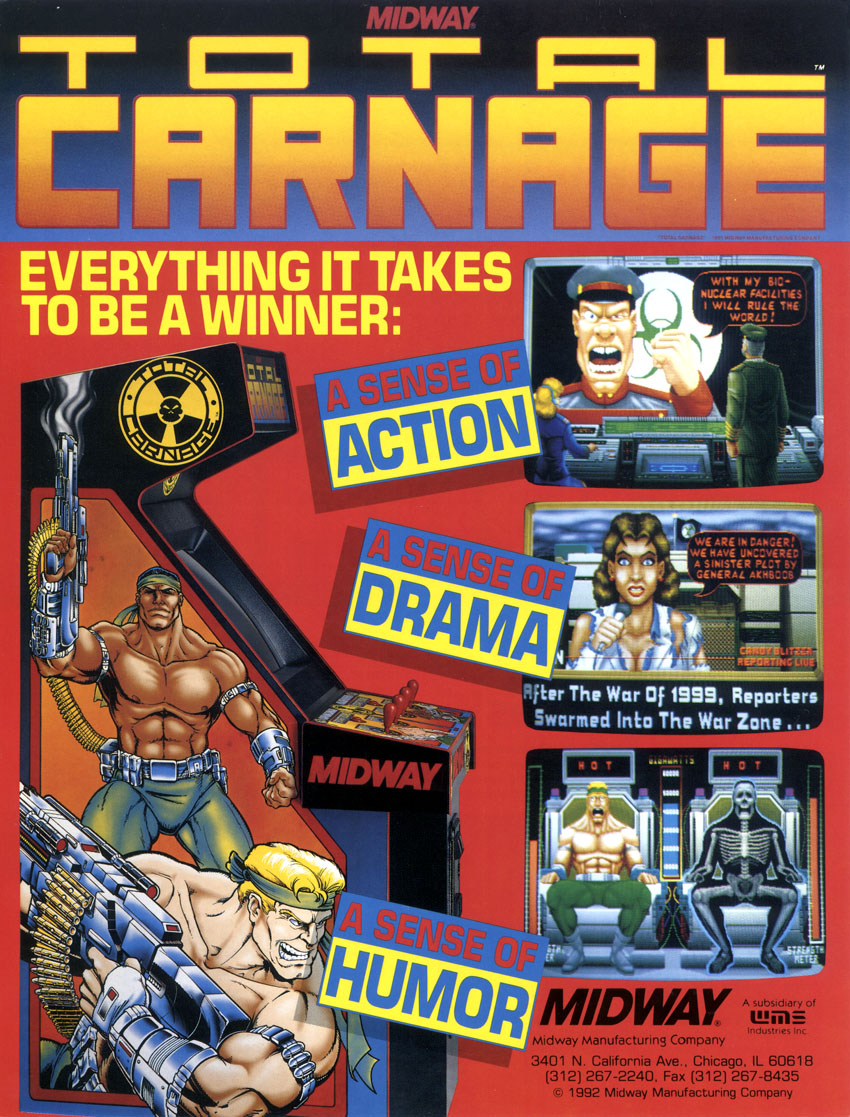 MIDWAY®
TOTAL™
CARNAGE
EVERYTHING IT TAKES
TO BE A WINNER:
TOTAL
CARNAGE
TOTAL
CARNAGE
A SENSE OF
ACTION
WITH MY BIO-
NUCLEAR FACILITIES
I WILL RULE THE
WORLD!
A SENSE OF
DRAMA
WE ARE IN DANGER!
WE HAVE UNCOVERED
A SINISTER PLOT BY
GENERAL AKHBOOB
CANDY BLITZER
REPORTING LIVE
After The War Of 1999, Reporters
Swarmed Into The War Zone ...
MIDWAY
HOT
HOT
STRENGTH
METER
A SENSE OF
HUMOR
MIDWAY®
Midway Manufacturing Company
A subsidiary of
WMS
Industries Inc.
3401 N. California Ave., Chicago, IL 60618
(312) 267-2240, Fax (312) 267-8435
© 1992 Midway Manufacturing Company